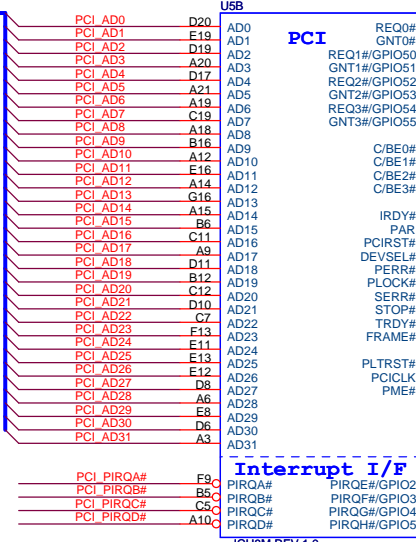 U5B
PCI
PCI_AD0 D20 AD0 REQ0#
PCI_AD1 E19 AD1 GNT0#
PCI_AD2 D19 AD2 REQ1#/GPIO50
PCI_AD3 A20 AD3 GNT1#/GPIO51
PCI_AD4 D17 AD4 REQ2#/GPIO52
PCI_AD5 A21 AD5 GNT2#/GPIO53
PCI_AD6 A19 AD6 REQ3#/GPIO54
PCI_AD7 C19 AD7 GNT3#/GPIO55
PCI_AD8 A18 AD8
PCI_AD9 B16 AD9 C/BE0#
PCI_AD10 A12 AD10 C/BE1#
PCI_AD11 E16 AD11 C/BE2#
PCI_AD12 A14 AD12 C/BE3#
PCI_AD13 G16 AD13
PCI_AD14 A15 AD14 IRDY#
PCI_AD15 B6 AD15 PAR
PCI_AD16 C11 AD16 PCIRST#
PCI_AD17 A9 AD17 DEVSEL#
PCI_AD18 D11 AD18 PERR#
PCI_AD19 B12 AD19 PLOCK#
PCI_AD20 C12 AD20 SERR#
PCI_AD21 D10 AD21 STOP#
PCI_AD22 C7 AD22 TRDY#
PCI_AD23 F13 AD23 FRAME#
PCI_AD24 E11 AD24
PCI_AD25 E13 AD25 PLTRST#
PCI_AD26 E12 AD26 PCICLK
PCI_AD27 D8 AD27 PME#
PCI_AD28 A6 AD28
PCI_AD29 E8 AD29
PCI_AD30 D6 AD30
PCI_AD31 A3 AD31
Interrupt I/F
PCI_PIRQA# F9 PIRQA# PIRQE#/GPIO2
PCI_PIRQB# B5 PIRQB# PIRQF#/GPIO3
PCI_PIRQC# C5 PIRQC# PIRQG#/GPIO4
PCI_PIRQD# A10 PIRQD# PIRQH#/GPIO5